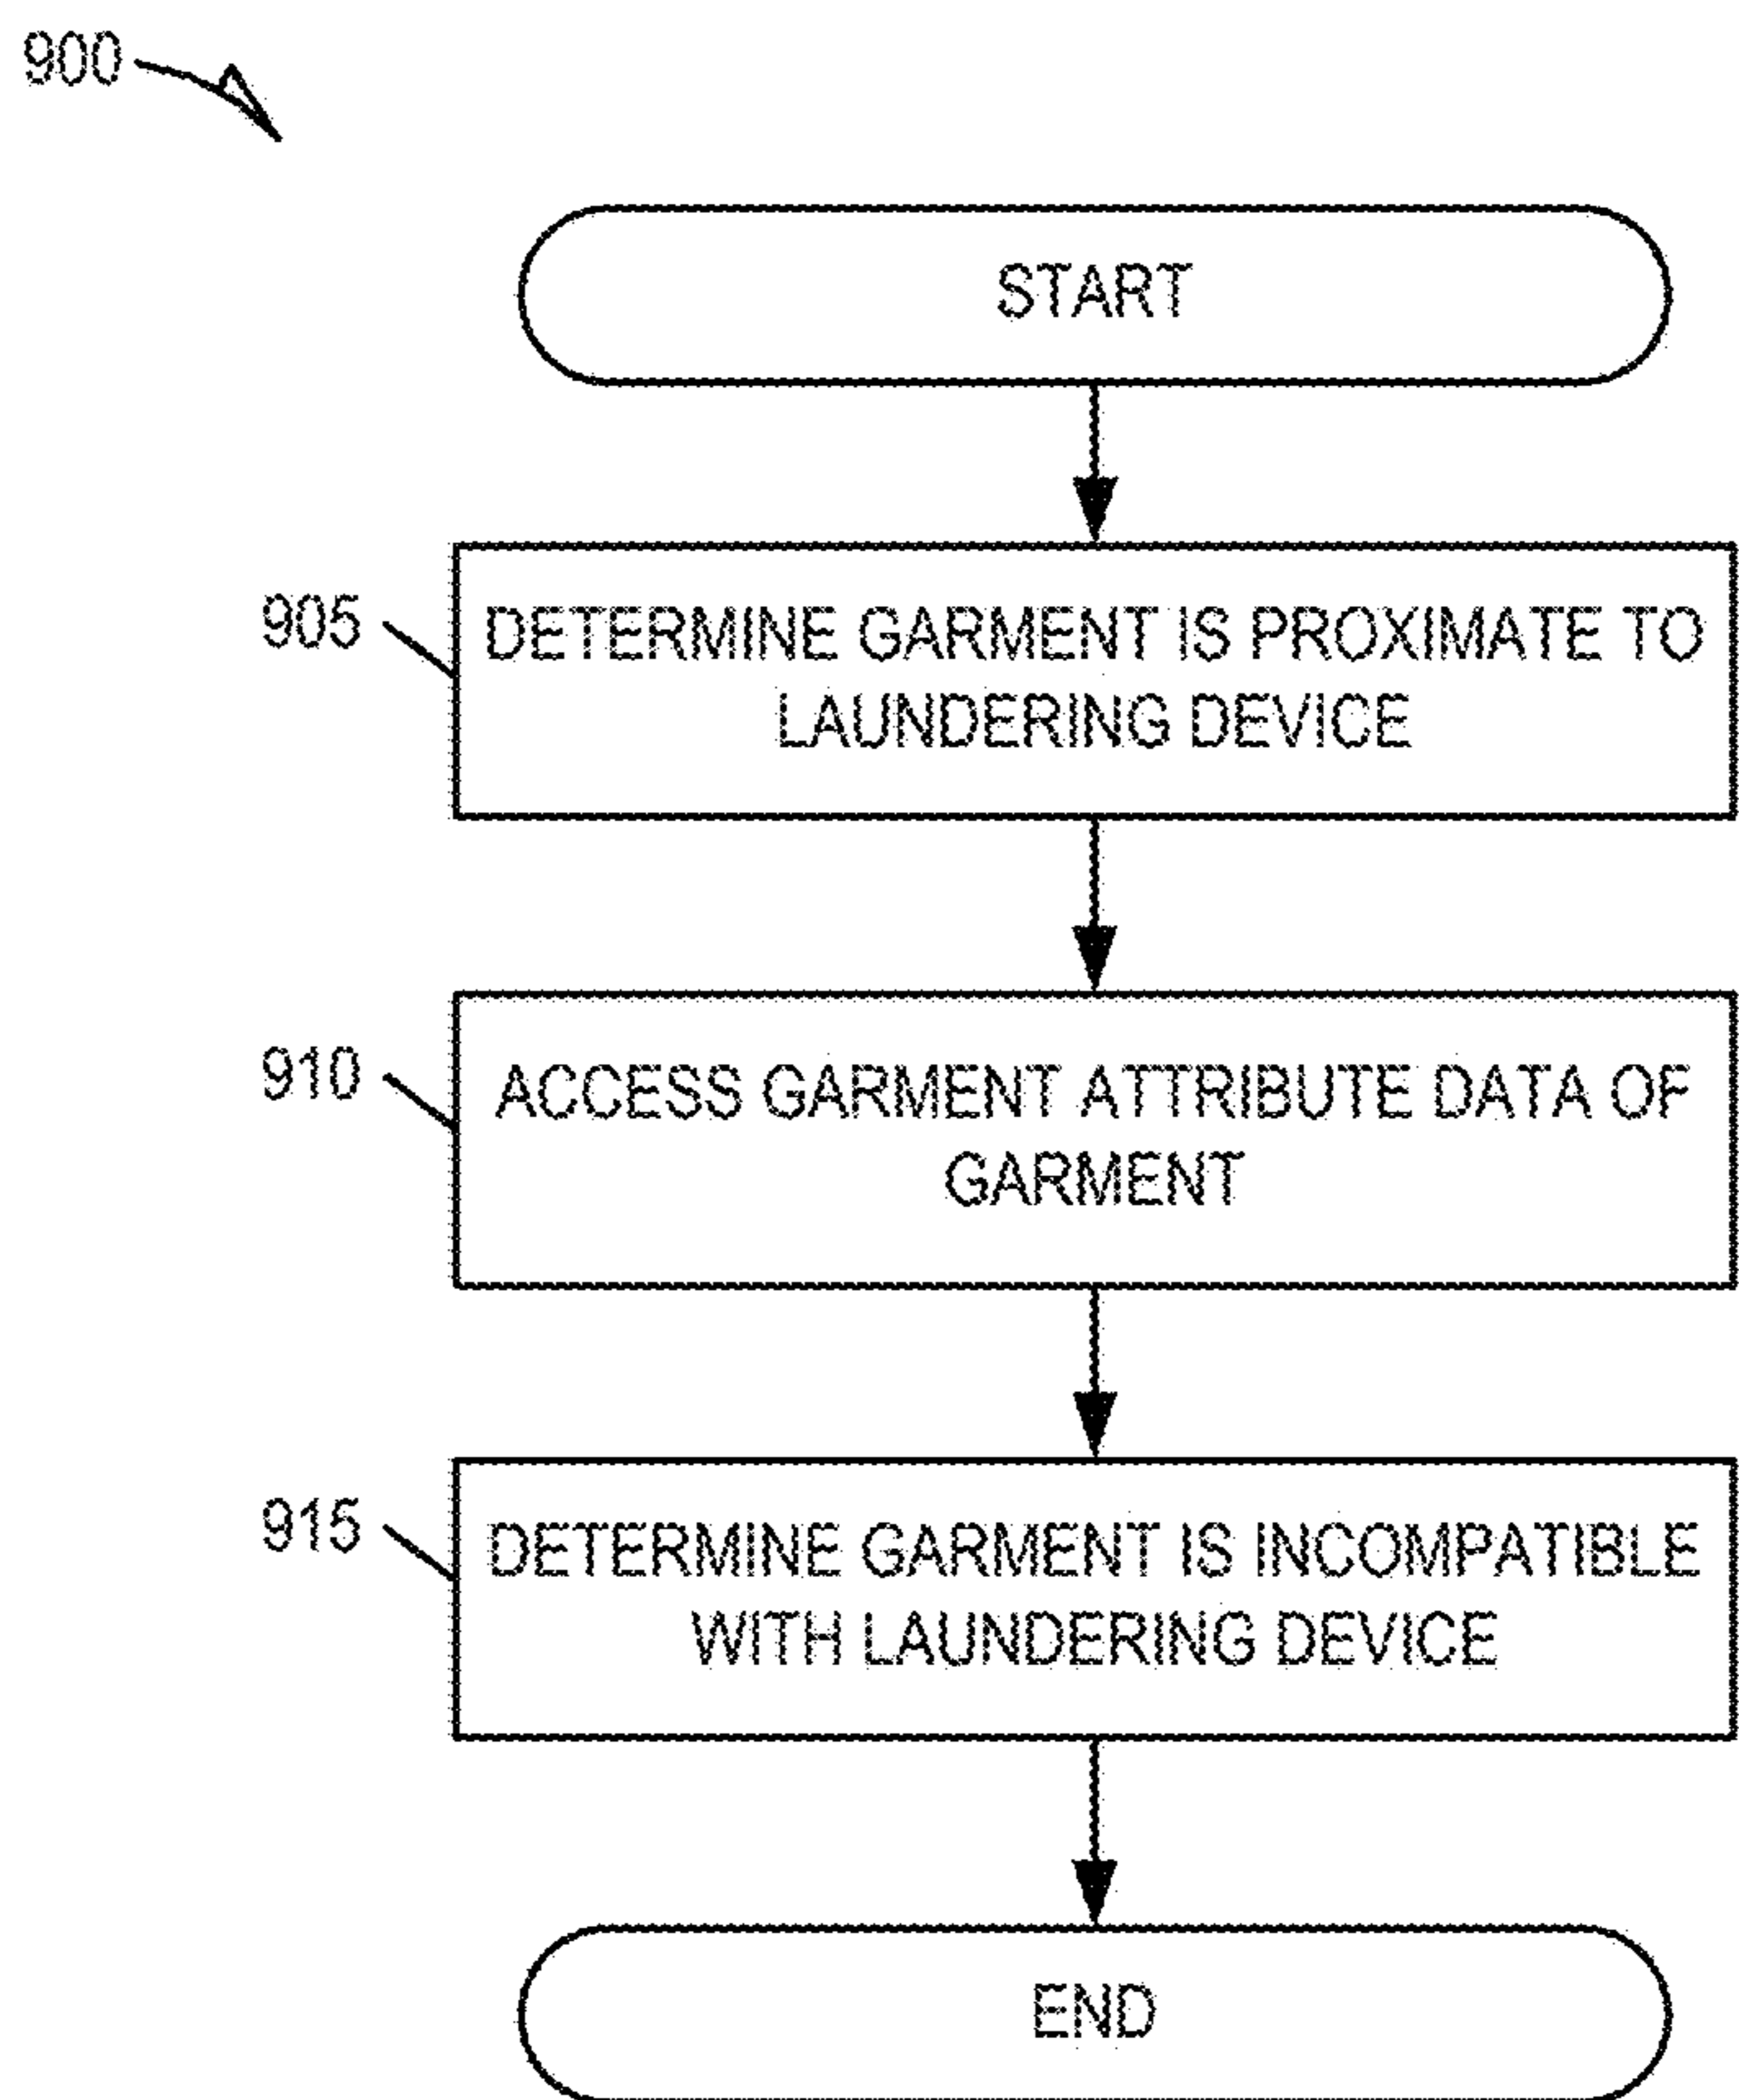 900
START
905
DETERMINE GARMENT IS PROXIMATE TO
LAUNDERING DEVICE
910
ACCESS GARMENT ATTRIBUTE DATA OF
GARMENT
915
DETERMINE GARMENT IS INCOMPATIBLE
WITH LAUNDERING DEVICE
END